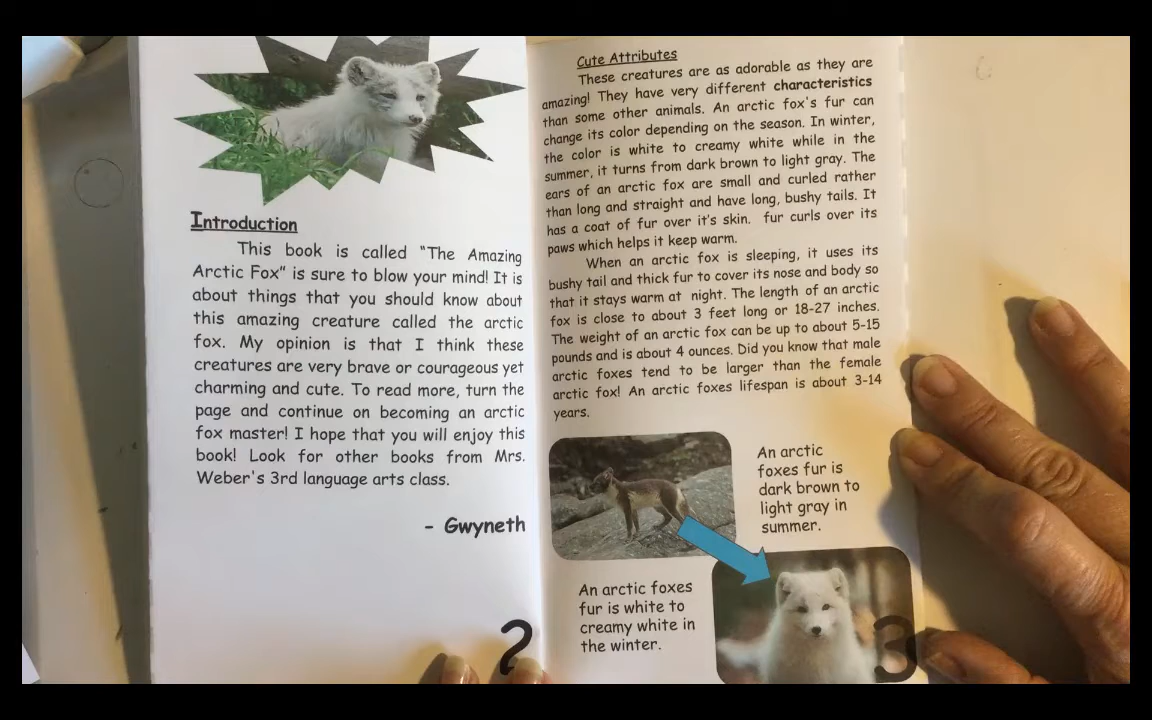 Introduction
This book is called “The Amazing
Arctic Fox” is sure to blow your mind! It is
about things that you should know about
this amazing creature called the arctic
fox. My opinion is that I think these
creatures are very brave or courageous yet
charming and cute. To read more, turn the
page and continue on becoming an arctic
fox master! I hope that you will enjoy this
book! Look for other books from Mrs.
Weber's 3rd language arts class.
- Gwyneth
2
Cute Attributes
These creatures are as adorable as they are
amazing! They have very different characteristics
than some other animals. An arctic fox's fur can
change its color depending on the season. In winter,
the color is white to creamy white while in the
summer, it turns from dark brown to light gray. The
ears of an arctic fox are small and curled rather
than long and straight and have long, bushy tails. It
has a coat of fur over it's skin. fur curls over its
paws which helps it keep warm.
When an arctic fox is sleeping, it uses its
bushy tail and thick fur to cover its nose and body so
that it stays warm at night. The length of an arctic
fox is close to about 3 feet long or 18-27 inches.
The weight of an arctic fox can be up to about 5-15
pounds and is about 4 ounces. Did you know that male
arctic foxes tend to be larger than the female
arctic fox! An arctic foxes lifespan is about 3-14
years.
An arctic
foxes fur is
dark brown to
light gray in
summer.
An arctic foxes
fur is white to
creamy white in
the winter.
3